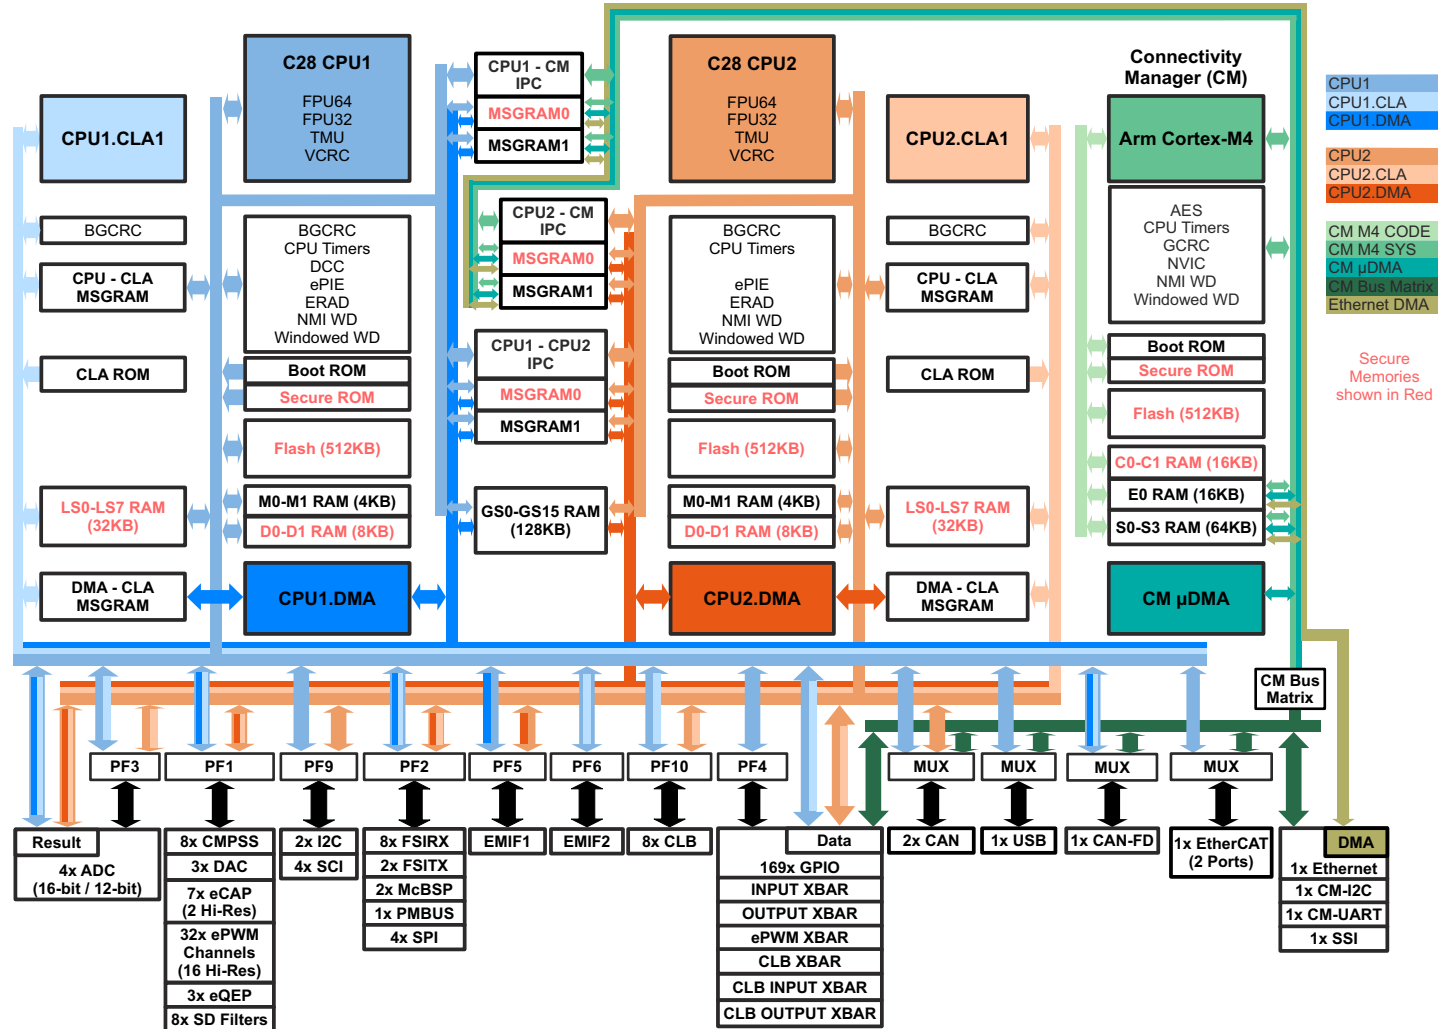 C28 CPU1
FPU64
FPU32
TMU
VCRC
CPU1 - CM
IPC
MSGRAM0
MSGRAM1
C28 CPU2
FPU64
FPU32
TMU
VCRC
Connectivity
Manager (CM)
CPU1.CLA1
CPU2.CLA1
Arm Cortex-M4
CPU1
CPU1.CLA
CPU1.DMA
CPU2
CPU2.CLA
CPU2.DMA
CM M4 CODE
CM M4 SYS
CM µDMA
CM Bus Matrix
Ethernet DMA
Secure
Memories
shown in Red
BGCRC
CPU - CLA
MSGRAM
CLA ROM
LS0-LS7 RAM
(32KB)
DMA - CLA
MSGRAM
BGCRC
CPU Timers
DCC
ePIE
ERAD
NMI WD
Windowed WD
Boot ROM
Secure ROM
Flash (512KB)
M0-M1 RAM (4KB)
D0-D1 RAM (8KB)
CPU1.DMA
CPU2 - CM
IPC
MSGRAM0
MSGRAM1
CPU1 - CPU2
IPC
MSGRAM0
MSGRAM1
GS0-GS15 RAM
(128KB)
BGCRC
CPU Timers
ePIE
ERAD
NMI WD
Windowed WD
Boot ROM
Secure ROM
Flash (512KB)
M0-M1 RAM (4KB)
D0-D1 RAM (8KB)
CPU2.DMA
BGCRC
CPU - CLA
MSGRAM
CLA ROM
LS0-LS7 RAM
(32KB)
DMA - CLA
MSGRAM
AES
CPU Timers
GCRC
NVIC
NMI WD
Windowed WD
Boot ROM
Secure ROM
Flash (512KB)
C0-C1 RAM (16KB)
E0 RAM (16KB)
S0-S3 RAM (64KB)
CM µDMA
CM Bus
Matrix
PF3
PF1
PF9
PF2
PF5
PF6
PF10
PF4
MUX
MUX
MUX
MUX
Result
4x ADC
(16-bit / 12-bit)
8x CMPSS
3x DAC
7x eCAP
(2 Hi-Res)
32x ePWM
Channels
(16 Hi-Res)
3x eQEP
8x SD Filters
2x I2C
4x SCI
8x FSIRX
2x FSITX
2x McBSP
1x PMBUS
4x SPI
EMIF1
EMIF2
8x CLB
Data
169x GPIO
INPUT XBAR
OUTPUT XBAR
ePWM XBAR
CLB XBAR
CLB INPUT XBAR
CLB OUTPUT XBAR
2x CAN
1x USB
1x CAN-FD
1x EtherCAT
(2 Ports)
DMA
1x Ethernet
1x CM-I2C
1x CM-UART
1x SSI